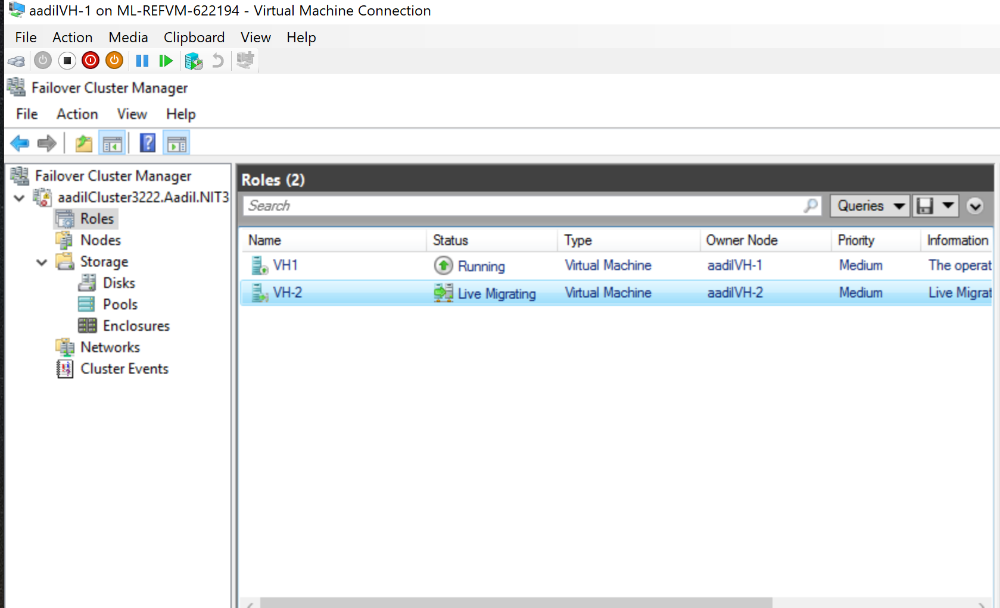 aadilVH-1 on ML-REFVM-622194 - Virtual Machine Connection
File Action Media Clipboard View Help
Failover Cluster Manager
File Action View Help
Failover Cluster Manager
aadilCluster3222.Aadil.NIT3
Roles
Nodes
Storage
Disks
Pools
Enclosures
Networks
Cluster Events
Roles (2)
Search
Queries
Name Status Type Owner Node Priority Information
VH1 Running Virtual Machine aadilVH-1 Medium The operat
VH-2 Live Migrating Virtual Machine aadilVH-2 Medium Live Migrat